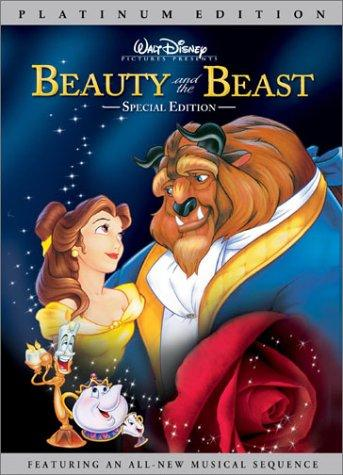 PLATINUM EDITION
WALT DISNEY
PICTURES PRESENTS
BEAUTY and the BEAST
SPECIAL EDITION
FEATURING AN ALL-NEW MUSICAL SEQUENCE